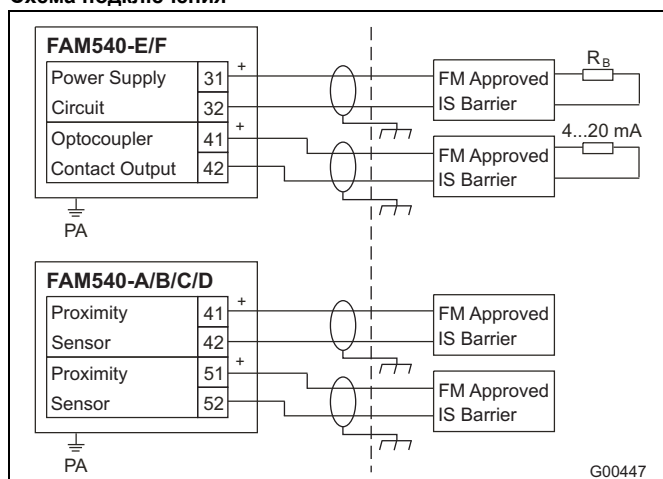 Схема подключения
FAM540-E/F
Power Supply 31 + FM Approved R_B
Circuit 32 IS Barrier
Optocoupler 41 + FM Approved 4...20 mA
Contact Output 42 IS Barrier
PA
FAM540-A/B/C/D
Proximity 41 + FM Approved
Sensor 42 IS Barrier
Proximity 51 + FM Approved
Sensor 52 IS Barrier
PA
G00447